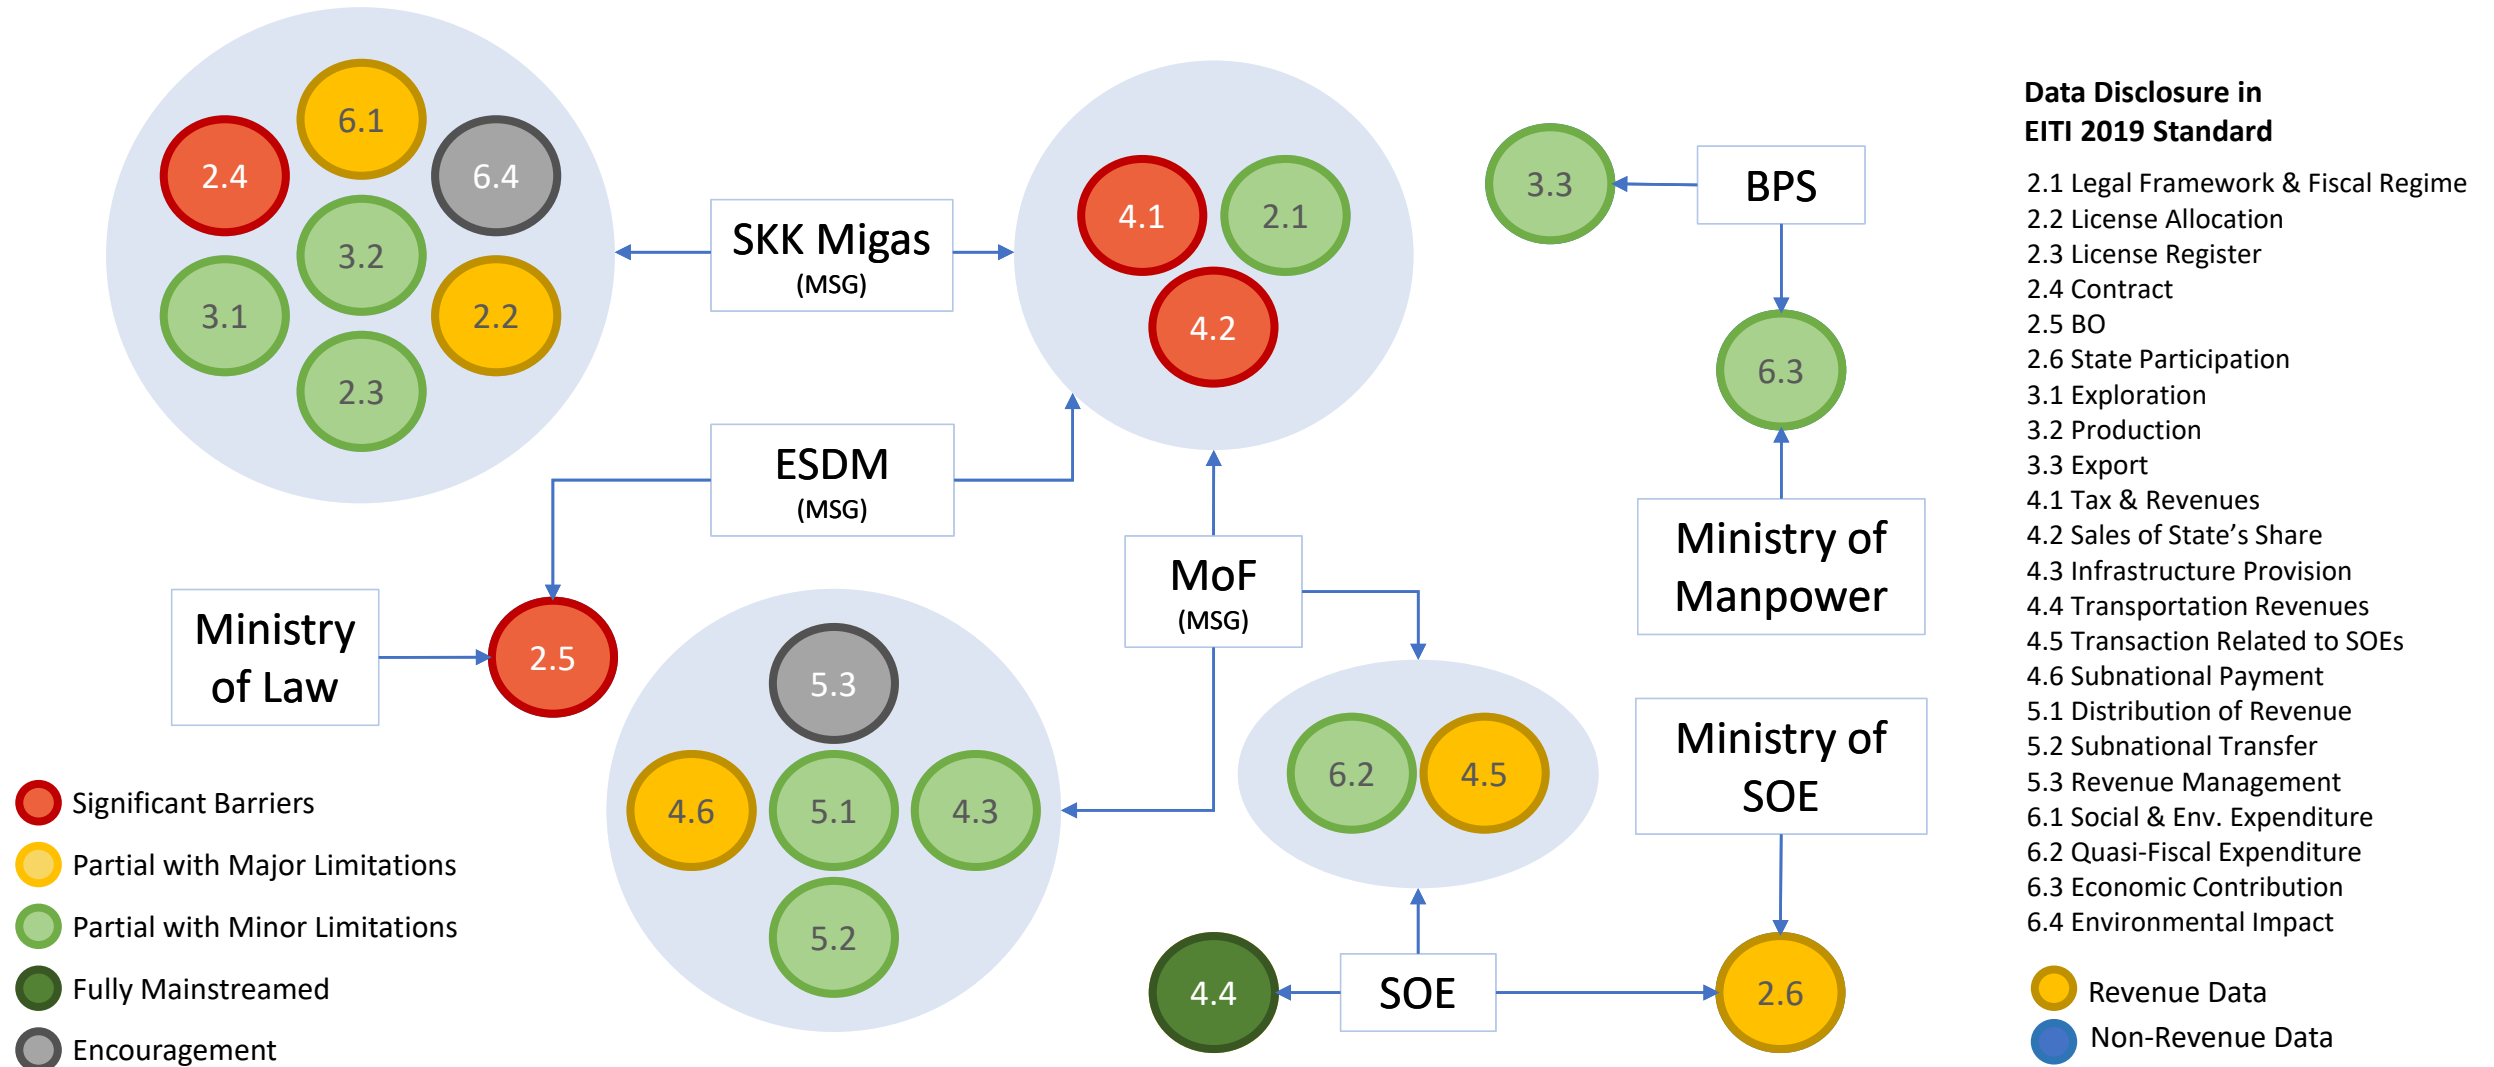 6.1
2.4
6.4
3.2
3.1
2.2
2.3
SKK Migas
(MSG)
4.1
2.1
4.2
3.3
BPS
6.3
ESDM
(MSG)
Ministry of
Manpower
MoF
(MSG)
Ministry
of Law
2.5
5.3
4.6
5.1
4.3
5.2
6.2
4.5
Ministry of
SOE
4.4
SOE
2.6
Significant Barriers
Partial with Major Limitations
Partial with Minor Limitations
Fully Mainstreamed
Encouragement
Data Disclosure in
EITI 2019 Standard
2.1 Legal Framework & Fiscal Regime
2.2 License Allocation
2.3 License Register
2.4 Contract
2.5 BO
2.6 State Participation
3.1 Exploration
3.2 Production
3.3 Export
4.1 Tax & Revenues
4.2 Sales of State’s Share
4.3 Infrastructure Provision
4.4 Transportation Revenues
4.5 Transaction Related to SOEs
4.6 Subnational Payment
5.1 Distribution of Revenue
5.2 Subnational Transfer
5.3 Revenue Management
6.1 Social & Env. Expenditure
6.2 Quasi-Fiscal Expenditure
6.3 Economic Contribution
6.4 Environmental Impact
Revenue Data
Non-Revenue Data